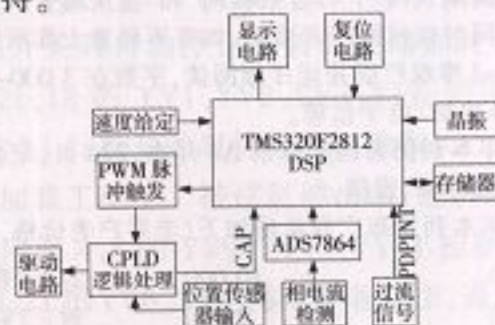 持。
显示
电路
复位
电路
速度给定
TMS320F2812
DSP
晶振
PWM 脉
冲触发
存储器
CAP
ADS7864
PDPINT
驱动
电路
CPLD
逻辑处理
位置传感
器输入
相电流
检测
过流
信号